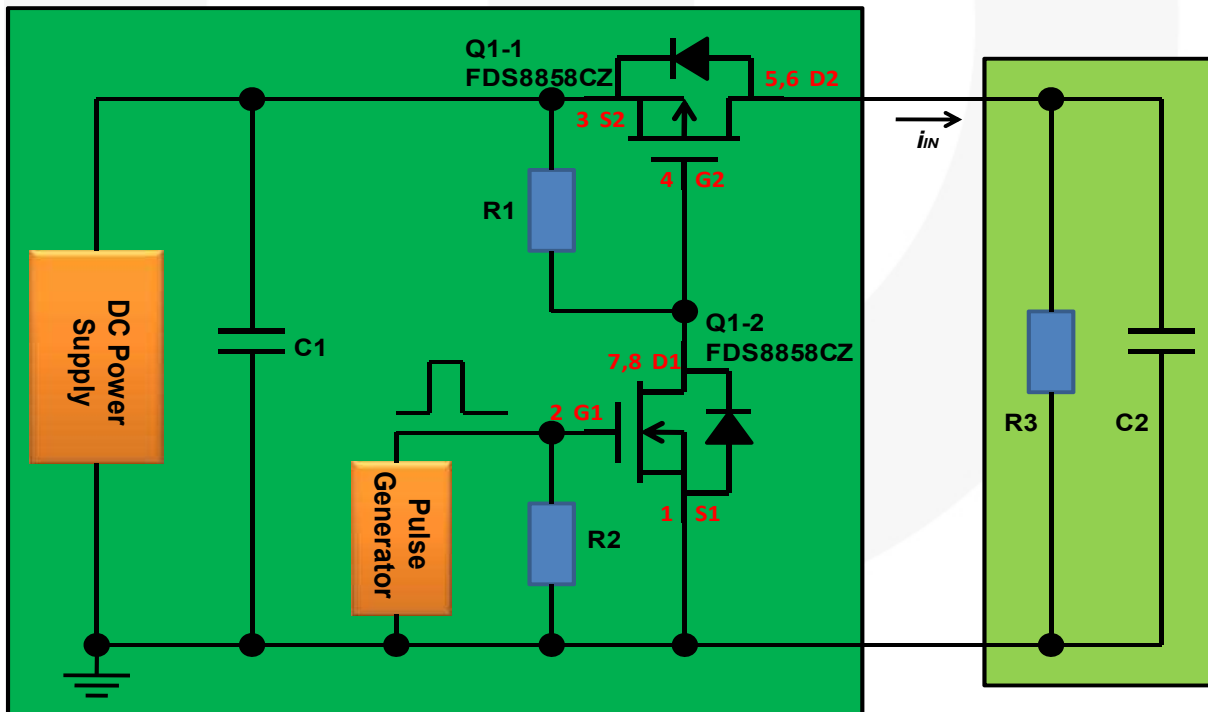 Q1-1
FDS8858CZ
5,6 D2
3 S2
iIN
4 G2
R1
DC Power
Supply
C1
Q1-2
FDS8858CZ
7,8 D1
2 G1
R3
C2
Pulse
Generator
R2
1 S1